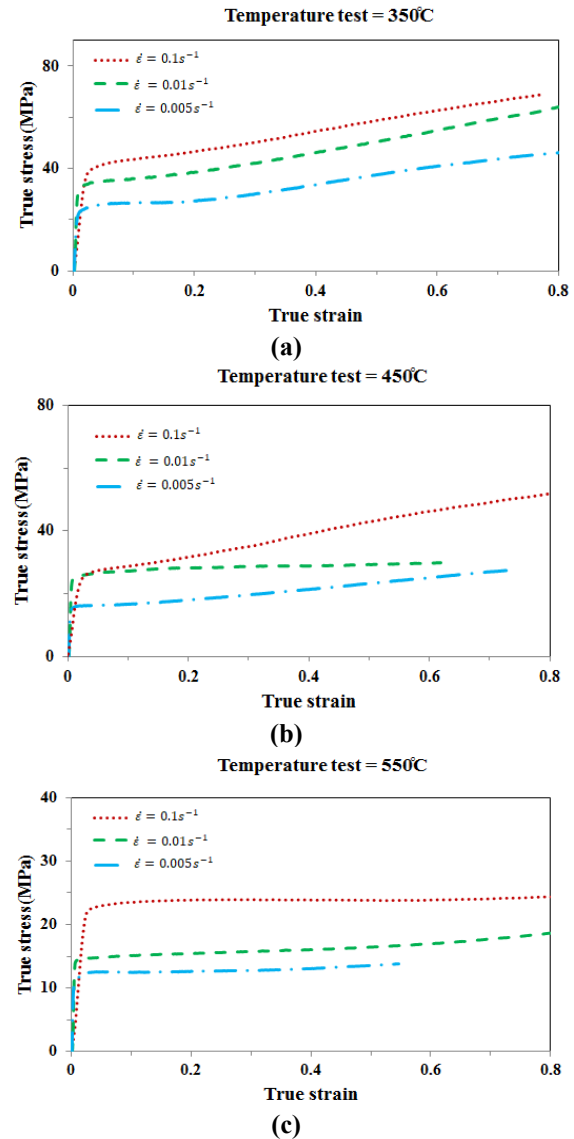 Temperature test = 350℃
80
ε̇ = 0.1s⁻¹
ε̇ = 0.01s⁻¹
ε̇ = 0.005s⁻¹
40
0
True stress(MPa)
0 0.2 0.4 0.6 0.8
True strain
(a)
Temperature test = 450℃
80
ε̇ = 0.1s⁻¹
ε̇ = 0.01s⁻¹
ε̇ = 0.005s⁻¹
40
0
True stress(MPa)
0 0.2 0.4 0.6 0.8
True strain
(b)
Temperature test = 550℃
40
ε̇ = 0.1s⁻¹
ε̇ = 0.01s⁻¹
ε̇ = 0.005s⁻¹
30
20
10
0
True stress(MPa)
0 0.2 0.4 0.6 0.8
True strain
(c)